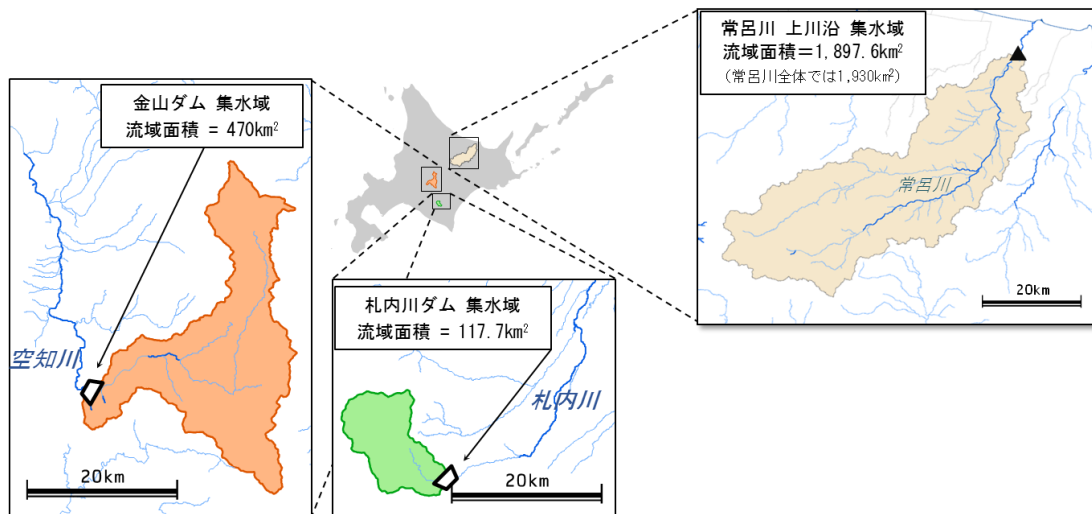 金山ダム 集水域
流域面積 = 470km²
空知川
20km
札内川ダム 集水域
流域面積 = 117.7km²
札内川
20km
常呂川 上川沿 集水域
流域面積＝1,897.6km²
（常呂川全体では1,930km²）
常呂川
20km